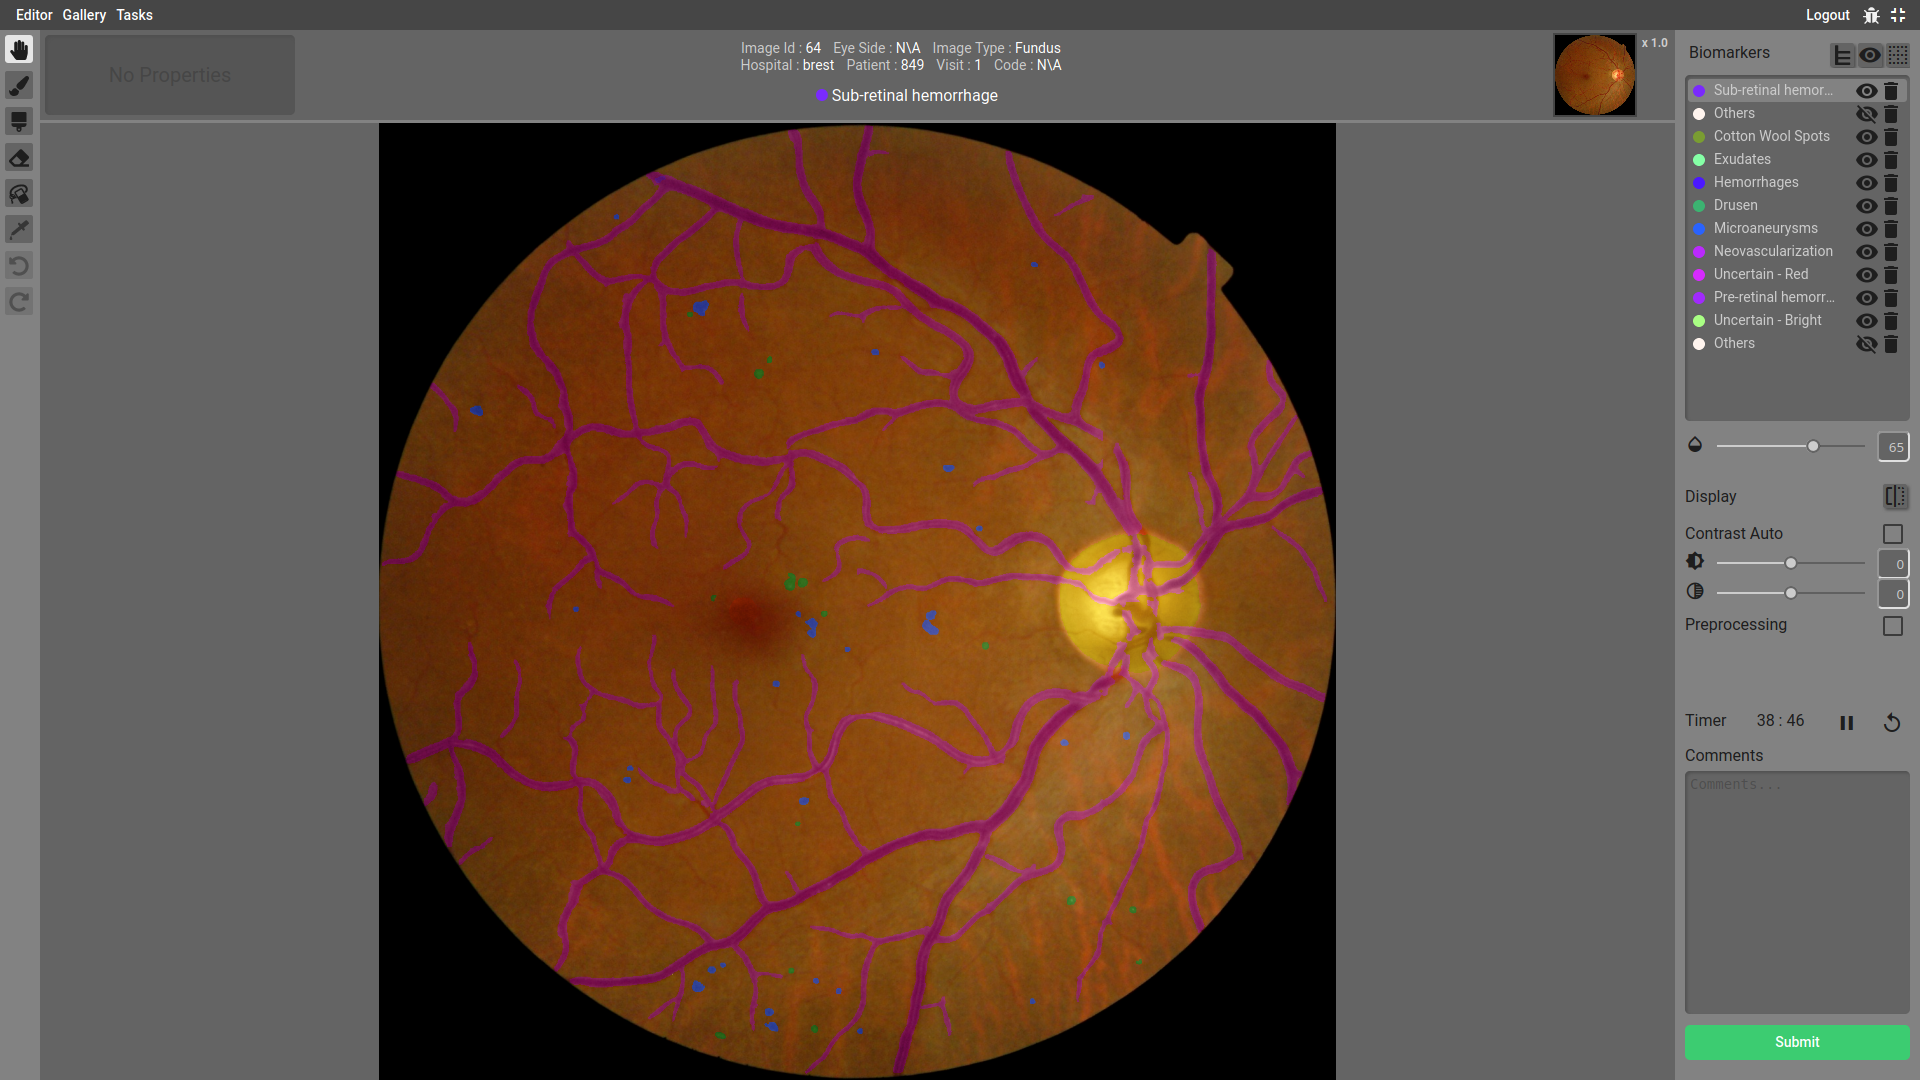 Editor Gallery Tasks Logout
No Properties
Image Id : 64 Eye Side : N\A Image Type : Fundus
Hospital : brest Patient : 849 Visit : 1 Code : N\A
Sub-retinal hemorrhage
x 1.0
Biomarkers
Sub-retinal hemor...
Others
Cotton Wool Spots
Exudates
Hemorrhages
Drusen
Microaneurysms
Neovascularization
Uncertain - Red
Pre-retinal hemorr...
Uncertain - Bright
Others
65
Display
Contrast Auto
0
0
Preprocessing
Timer 38 : 46
Comments
Comments...
Submit